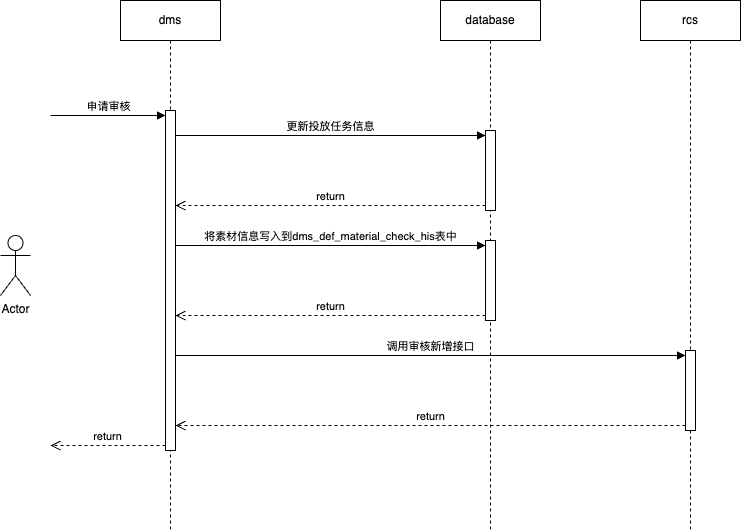 dms
database
rcs
申请审核
更新投放任务信息
return
将素材信息写入到dms_def_material_check_his表中
Actor
return
调用审核新增接口
return
return